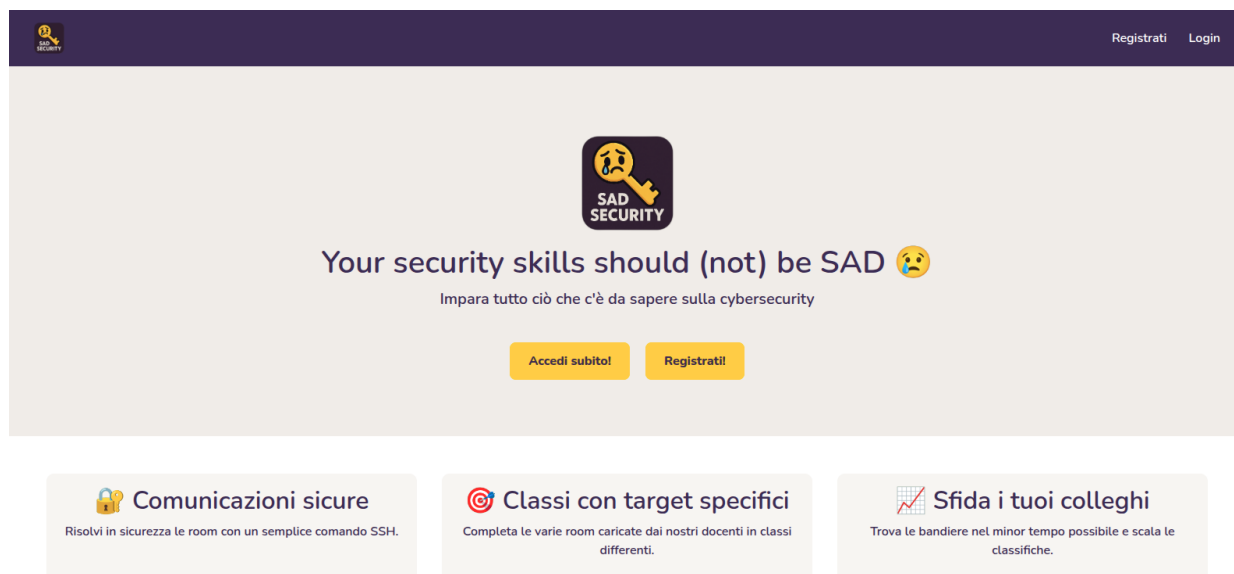 SAD
SECURITY
Registrati Login
SAD
SECURITY
Your security skills should (not) be SAD 😢
Impara tutto ciò che c'è da sapere sulla cybersecurity
Accedi subito! Registrati!
🔐 Comunicazioni sicure
Risolvi in sicurezza le room con un semplice comando SSH.
🎯 Classi con target specifici
Completa le varie room caricate dai nostri docenti in classi
differenti.
📈 Sfida i tuoi colleghi
Trova le bandiere nel minor tempo possibile e scala le
classifiche.